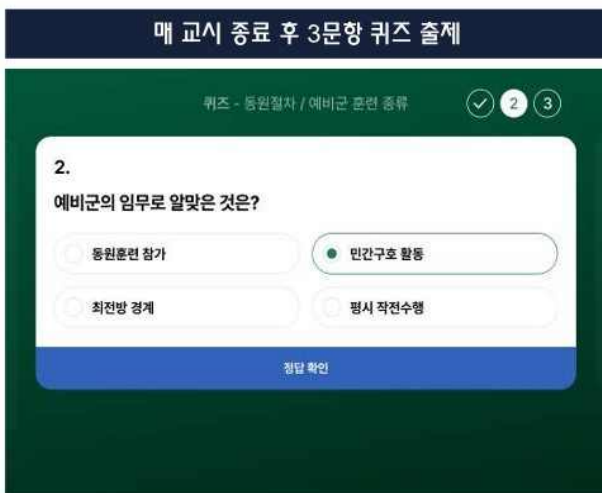 매 교시 종료 후 3문항 퀴즈 출제
퀴즈 - 동원절차 / 예비군 훈련 종류
2 3
2.
예비군의 임무로 알맞은 것은?
동원훈련 참가
민간구호 활동
최전방 경계
평시 작전수행
정답 확인